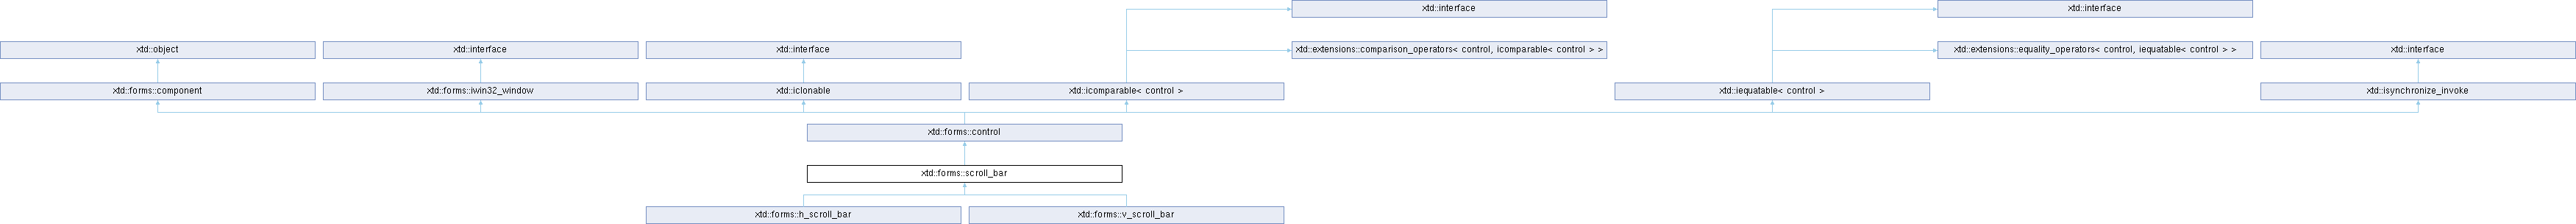 xtd::interface
xtd::interface
xtd::object
xtd::interface
xtd::interface
xtd::extensions::comparison_operators< control, icomparable< control > >
xtd::extensions::equality_operators< control, iequatable< control > >
xtd::interface
xtd::forms::component
xtd::forms::iwin32_window
xtd::iclonable
xtd::icomparable< control >
xtd::iequatable< control >
xtd::isynchronize_invoke
xtd::forms::control
xtd::forms::scroll_bar
xtd::forms::h_scroll_bar
xtd::forms::v_scroll_bar